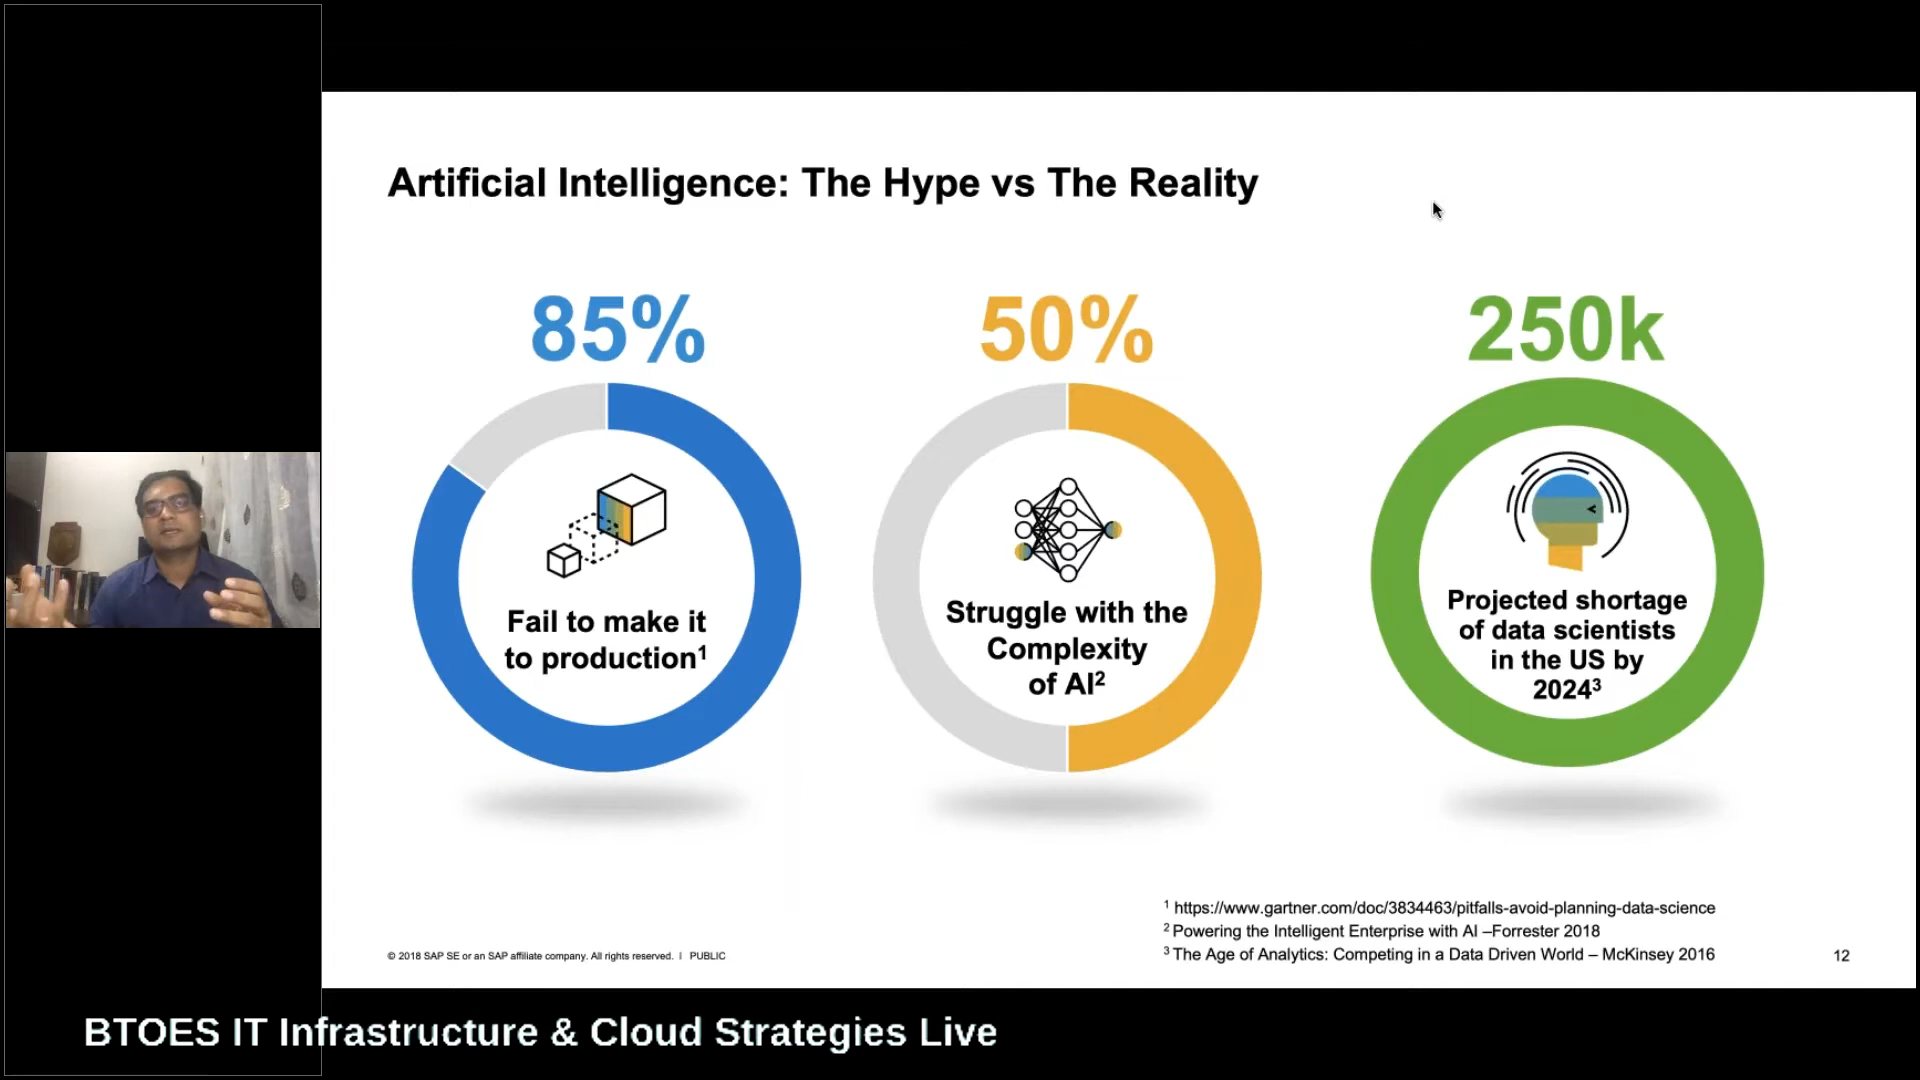 Artificial Intelligence: The Hype vs The Reality
85%
Fail to make it
to production¹
50%
Struggle with the
Complexity
of AI²
250k
Projected shortage
of data scientists
in the US by
2024³
¹ https://www.gartner.com/doc/3834463/pitfalls-avoid-planning-data-science
² Powering the Intelligent Enterprise with AI –Forrester 2018
³ The Age of Analytics: Competing in a Data Driven World – McKinsey 2016
© 2018 SAP SE or an SAP affiliate company. All rights reserved. I PUBLIC
12
BTOES IT Infrastructure & Cloud Strategies Live